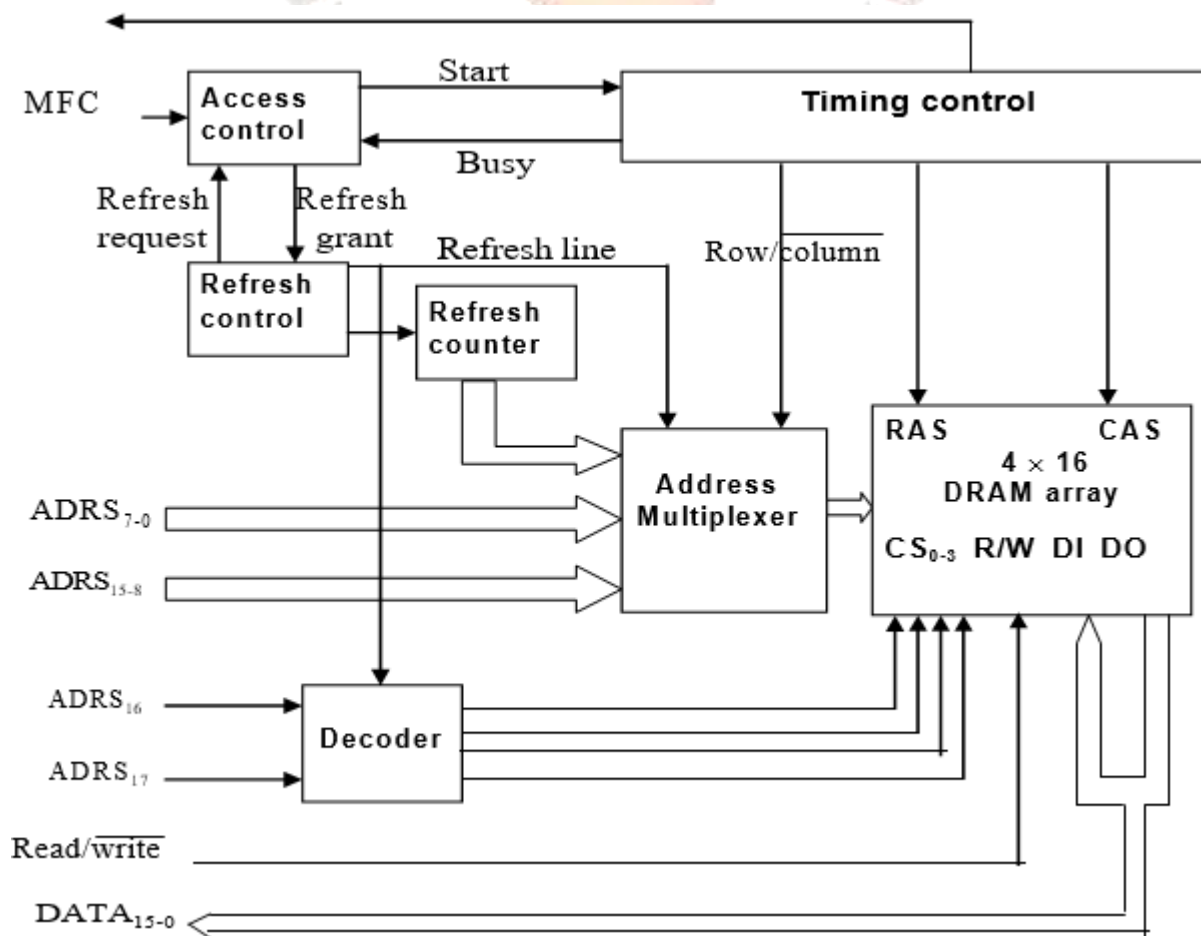 Start
MFC
Access
control
Timing control
Busy
Refresh
request
Refresh
grant
Refresh line
Row/column
Refresh
control
Refresh
counter
RAS CAS
4 × 16
DRAM array
CS0-3 R/W DI DO
Address
Multiplexer
ADRS7-0
ADRS15-8
ADRS16
Decoder
ADRS17
Read/write
DATA15-0